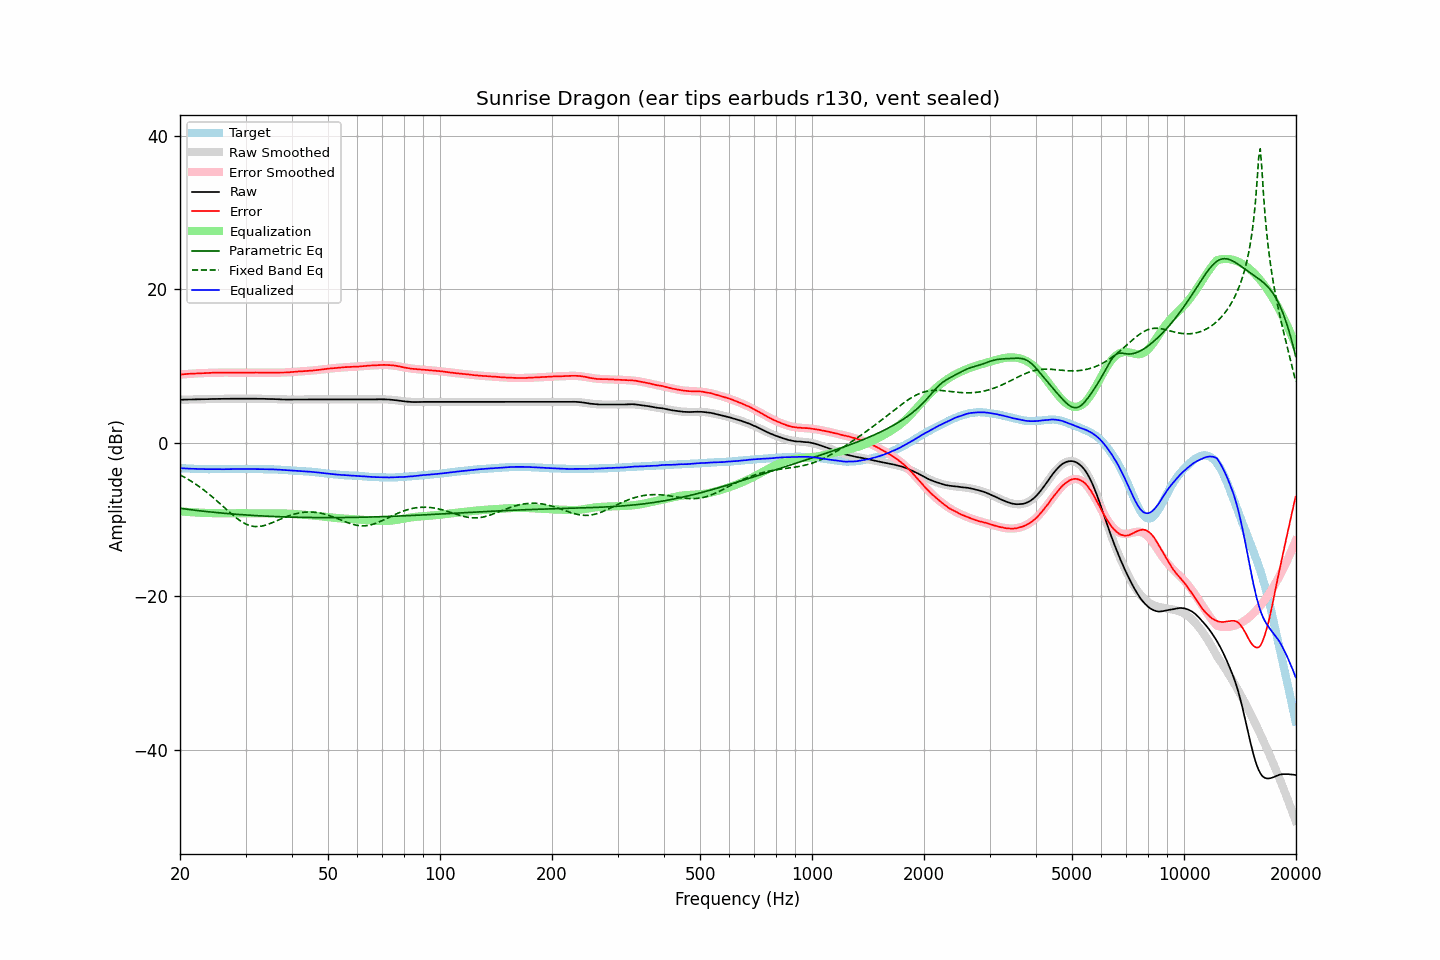 Sunrise Dragon (ear tips earbuds r130, vent sealed)
Target
Raw Smoothed
Error Smoothed
Raw
Error
Equalization
Parametric Eq
Fixed Band Eq
Equalized
40
20
0
−20
−40
Amplitude (dBr)
20
50
100
200
500
1000
2000
5000
10000
20000
Frequency (Hz)